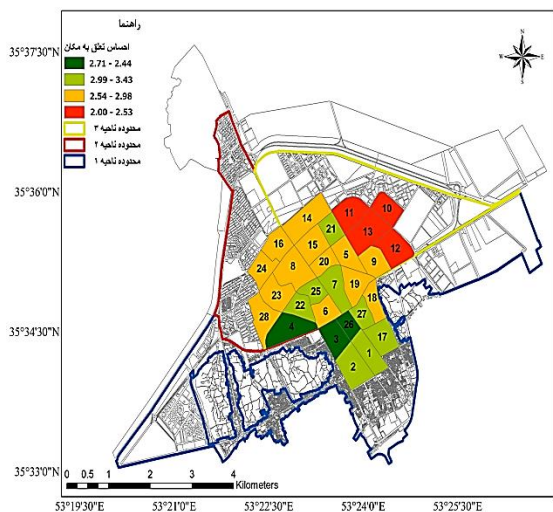 راهنما
احساس تعلق به مکان
2.71 - 2.44
2.99 - 3.43
2.54 - 2.98
2.00 - 2.53
محدوده ناحیه ۳
محدوده ناحیه ۲
محدوده ناحیه ۱
N
W E
S
35°37'30"N
35°36'0"N
35°34'30"N
35°33'0"N
14
11
10
21
13
16
15
12
5
20
9
24
8
7
19
23
25
18
22
6
27
28
4
26
3
17
1
2
0 0.5 1 2 3 4
Kilometers
53°19'30"E 53°21'0"E 53°22'30"E 53°24'0"E 53°25'30"E